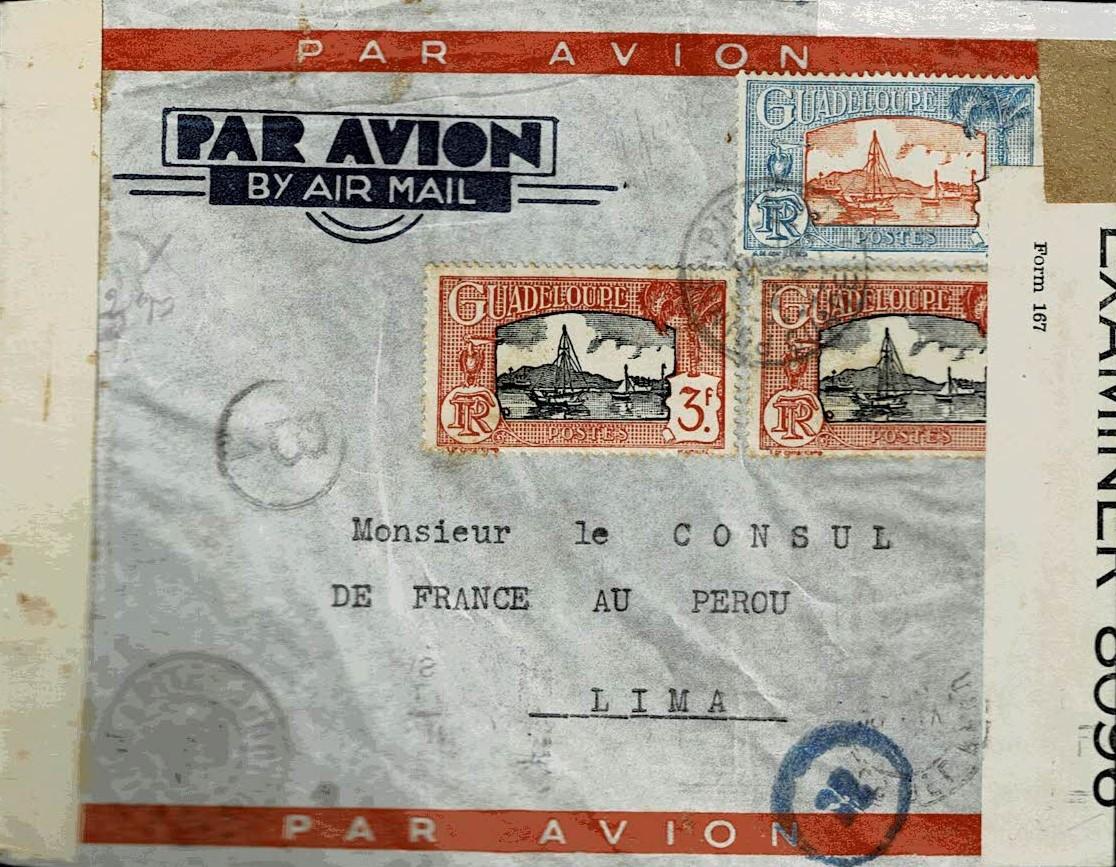 PAR AVION
PAR AVION
BY AIR MAIL
GUADELOUPE
RF
POSTES
GUADELOUPE
RF
3F.
POSTES
GUADELOUPE
RF
POSTES
Form 167
EXAMINER 8098
Monsieur le CONSUL
DE FRANCE AU PEROU
LIMA
PAR AVION